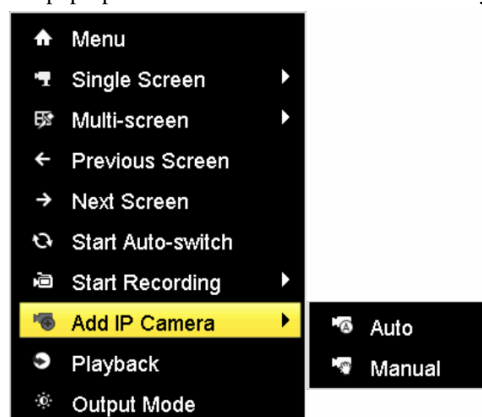 Menu
Single Screen
Multi-screen
Previous Screen
Next Screen
Start Auto-switch
Start Recording
Add IP Camera
Auto
Playback
Manual
Output Mode